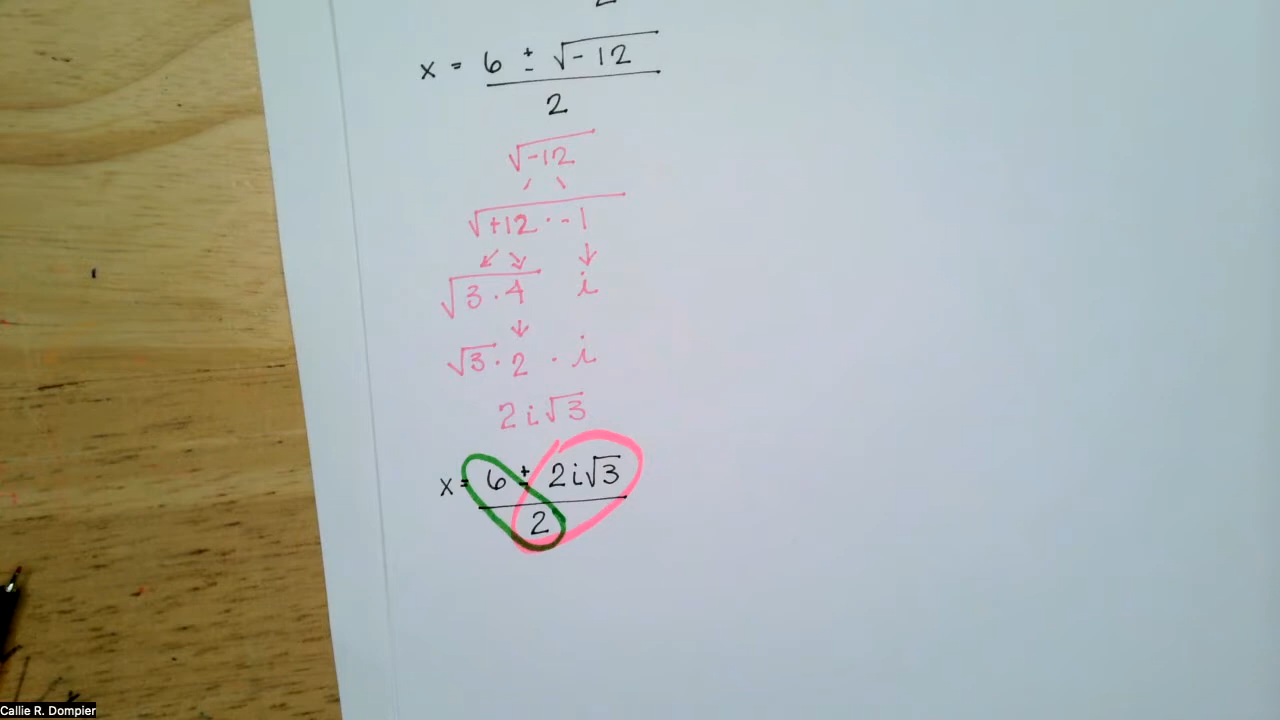 x = 6 ± √-12
2
√-12
√+12 · -1
√3 · 4 i
√3 · 2 · i
2i√3
x = 6 ± 2i√3
2
Callie R. Dompier